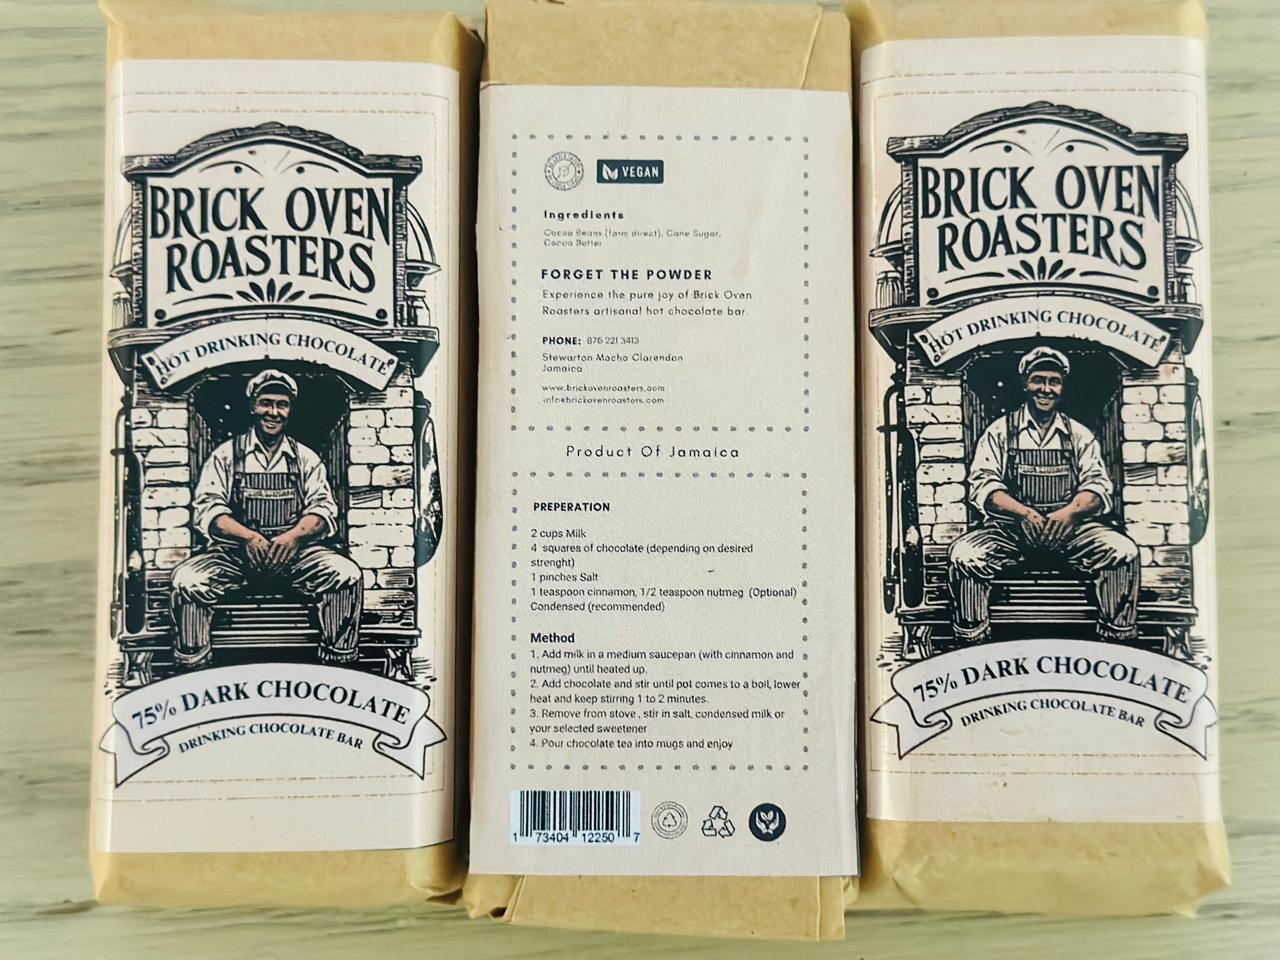 BRICK OVEN
ROASTERS
HOT DRINKING CHOCOLATE
75% DARK CHOCOLATE
DRINKING CHOCOLATE BAR
VEGAN
Ingredients
Cocoa Beans (farm direct), Cane Sugar,
Cocoa Butter
FORGET THE POWDER
Experience the pure joy of Brick Oven
Roasters artisanal hot chocolate bar.
PHONE: 876 221 3413
Stewarton Mocho Clarendon
Jamaica
www.brickovenroasters.com
info@brickovenroasters.com
Product Of Jamaica
PREPERATION
2 cups Milk
4 squares of chocolate (depending on desired
strenght)
1 pinches Salt
1 teaspoon cinnamon, 1/2 teaspoon nutmeg (Optional)
Condensed (recommended)
Method
1. Add milk in a medium saucepan (with cinnamon and
nutmeg) until heated up.
2. Add chocolate and stir until pot comes to a boil, lower
heat and keep stirring 1 to 2 minutes.
3. Remove from stove , stir in salt, condensed milk or
your selected sweetener
4. Pour chocolate tea into mugs and enjoy
1 73404 12250 7
BRICK OVEN
ROASTERS
HOT DRINKING CHOCOLATE
75% DARK CHOCOLATE
DRINKING CHOCOLATE BAR